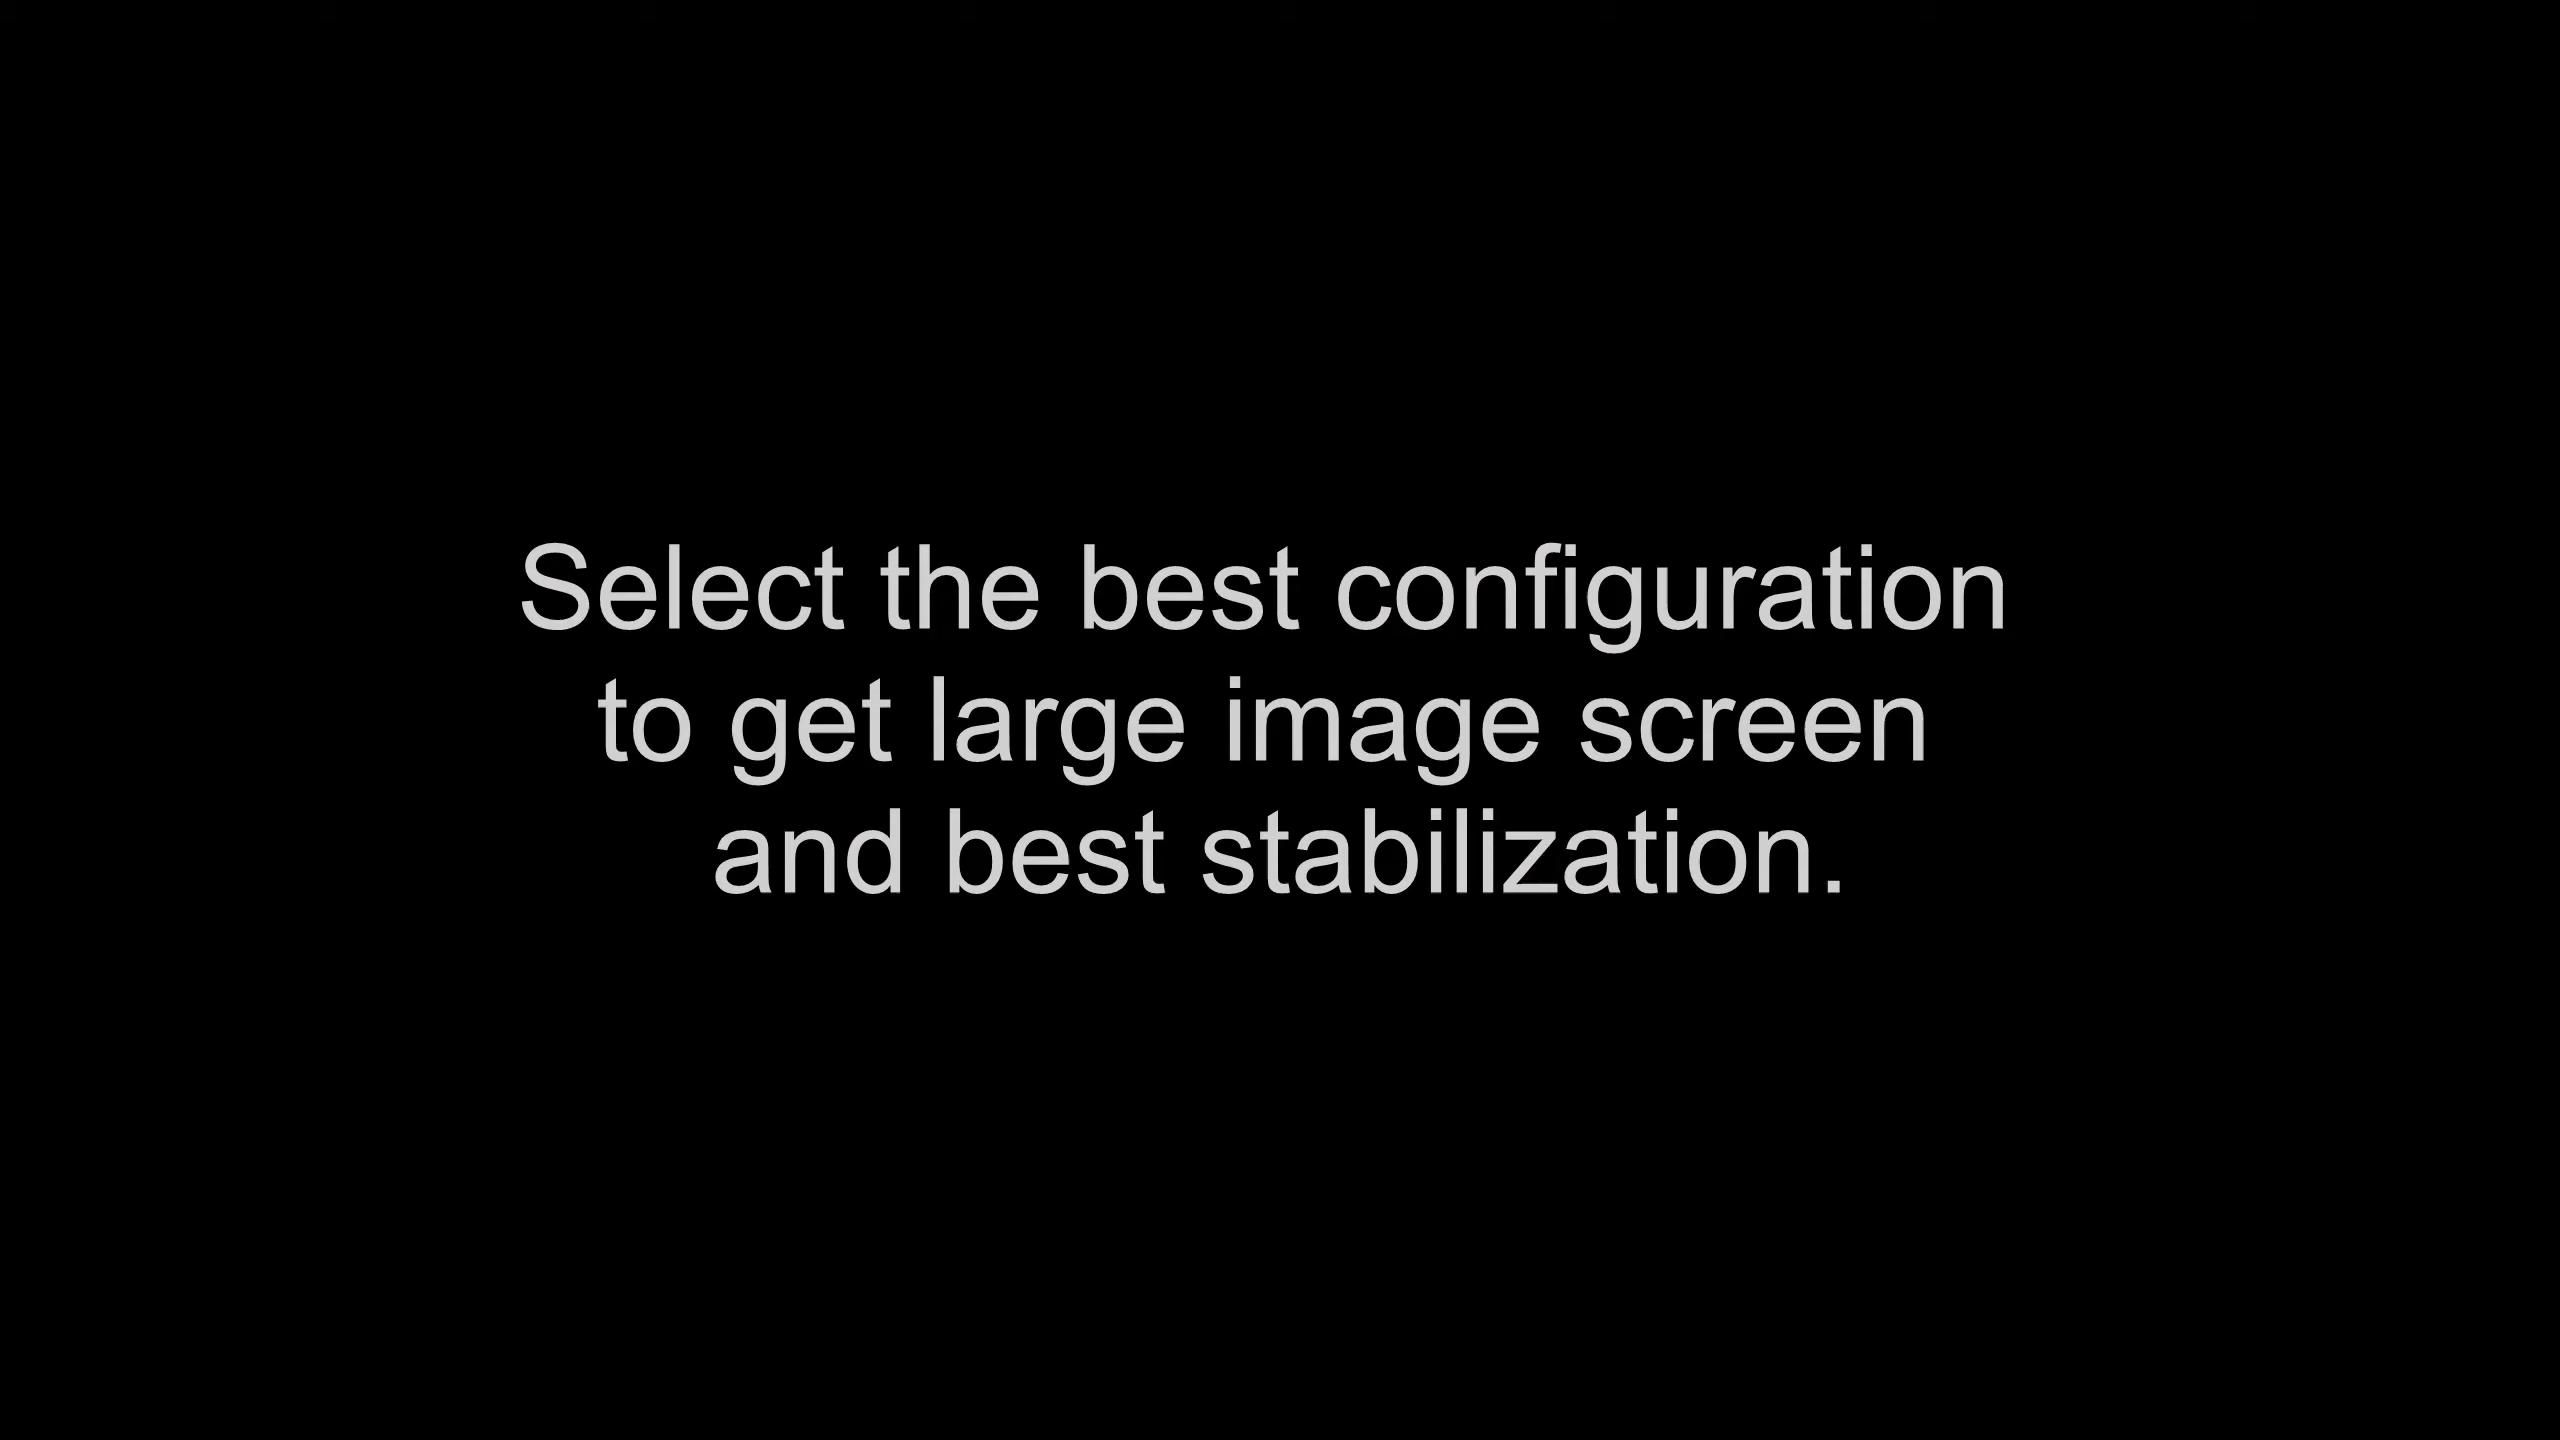 Select the best configuration
to get large image screen
and best stabilization.